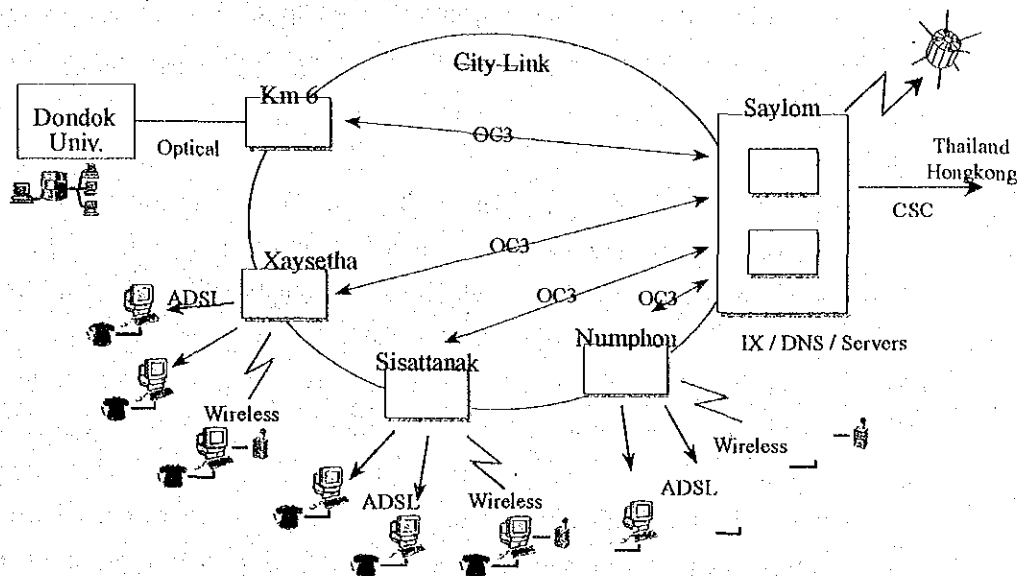 City-Link
Km 6
Saylom
Dondok
Univ.
Optical
OC3
Thailand
Hongkong
CSC
Xaysetha
OC3
ADSL
OC3
OC3
Numphon
IX / DNS / Servers
Sisattanak
Wireless
Wireless
ADSL
Wireless
ADSL